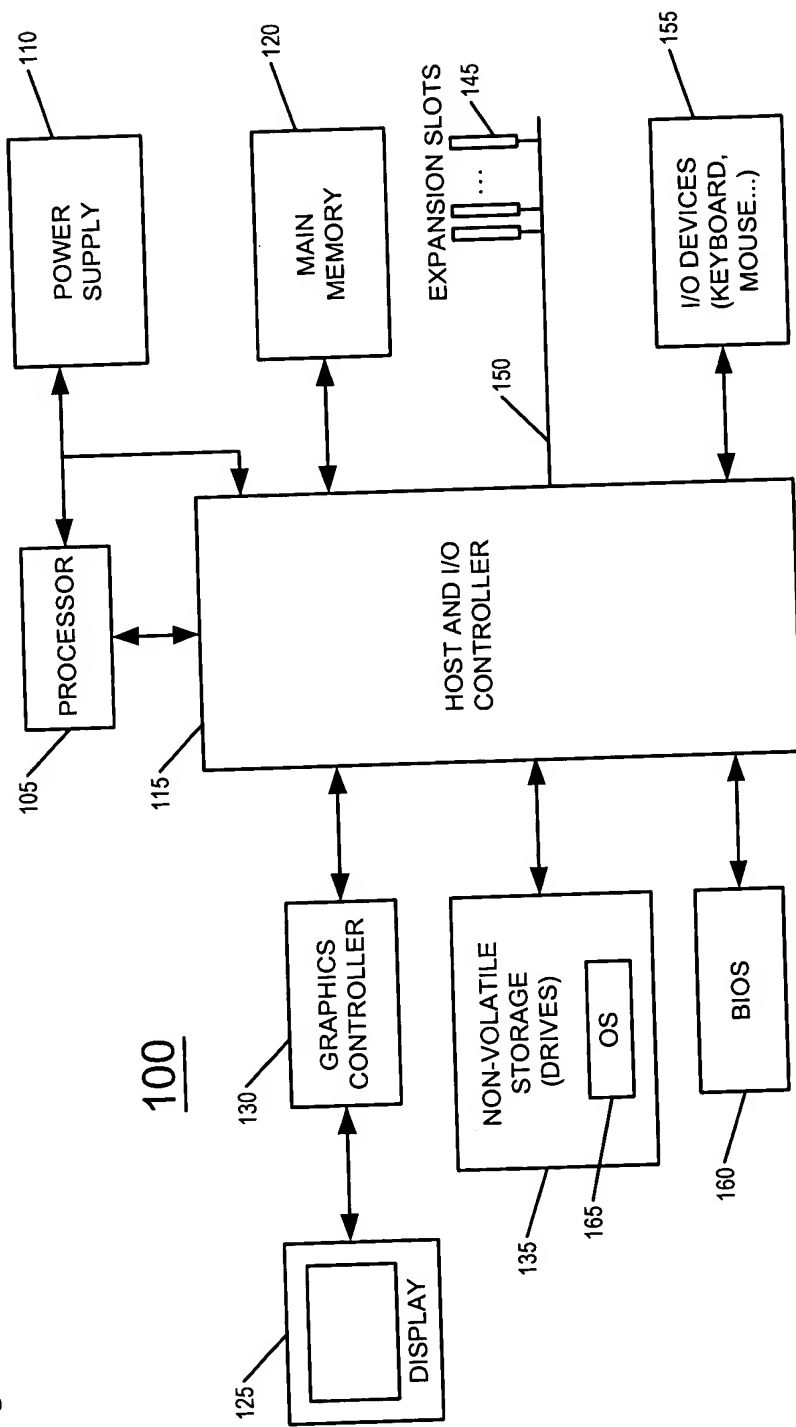 110
POWER
SUPPLY
120
MAIN
MEMORY
EXPANSION SLOTS
...
145
150
155
I/O DEVICES
(KEYBOARD,
MOUSE...)
PROCESSOR
105
115
HOST AND I/O
CONTROLLER
100
GRAPHICS
CONTROLLER
130
NON-VOLATILE
STORAGE
(DRIVES)
OS
135
165
BIOS
160
125
DISPLAY